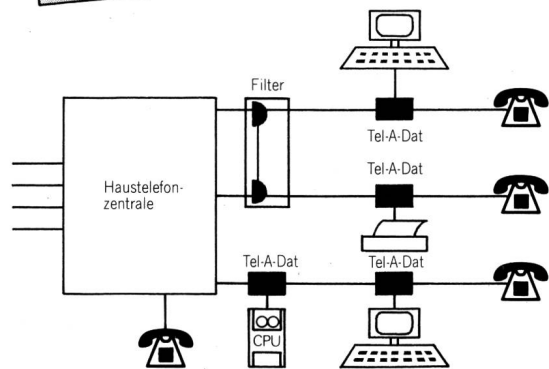 Filter
Tel-A-Dat
Tel-A-Dat
Haustelefon-
zentrale
Tel-A-Dat
Tel-A-Dat
CPU